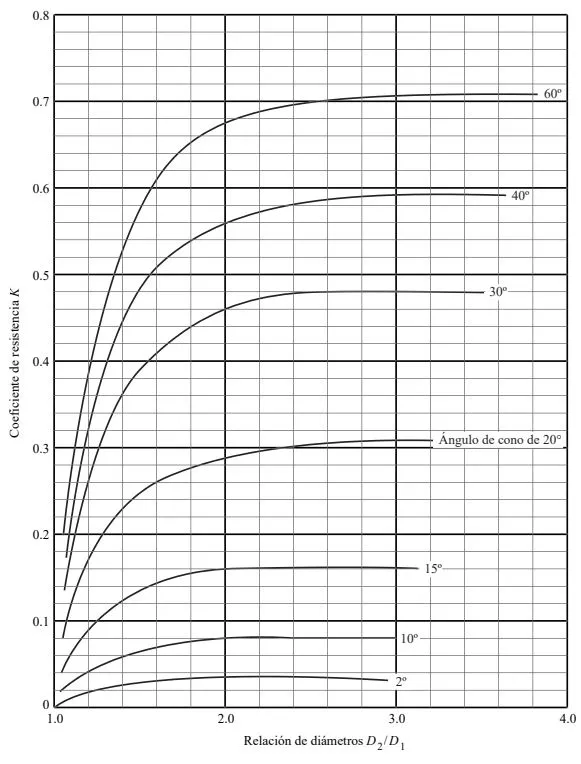 0.8
0.7
60º
0.6
40º
0.5
30º
Coeficiente de resistencia K
0.4
Ángulo de cono de 20°
0.3
0.2
15º
0.1
10º
2º
0
1.0 2.0 3.0 4.0
Relación de diámetros D₂/D₁